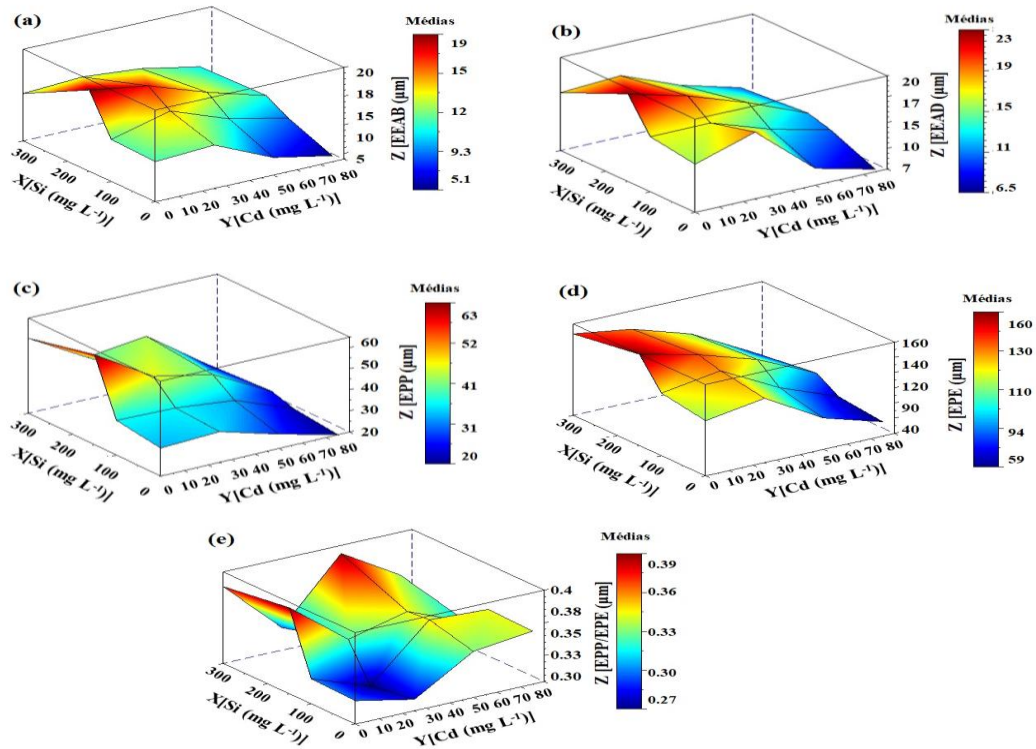 (a)
Médias
19
15
12
9.3
5.1
20
18
15
10
5
Z [EEAB (µm)]
300
200
100
0
X[Si (mg L⁻¹)]
0 10 20 30 40 50 60 70 80
Y[Cd (mg L⁻¹)]
(b)
Médias
23
19
15
11
6.5
20
17
15
10
7
Z [EEAD (µm)]
300
200
100
0
X[Si (mg L⁻¹)]
0 10 20 30 40 50 60 70 80
Y[Cd (mg L⁻¹)]
(c)
Médias
63
52
41
31
20
60
50
40
30
20
Z [EPP (µm)]
300
200
100
0
X[Si (mg L⁻¹)]
0 10 20 30 40 50 60 70 80
Y[Cd (mg L⁻¹)]
(d)
Médias
160
130
110
94
59
160
140
120
90
40
Z [EPE (µm)]
300
200
100
0
X[Si (mg L⁻¹)]
0 10 20 30 40 50 60 70 80
Y[Cd (mg L⁻¹)]
(e)
Médias
0.39
0.36
0.33
0.30
0.27
0.4
0.38
0.35
0.33
0.30
Z [EPP/EPE (µm)]
300
200
100
0
X[Si (mg L⁻¹)]
0 10 20 30 40 50 60 70 80
Y[Cd (mg L⁻¹)]